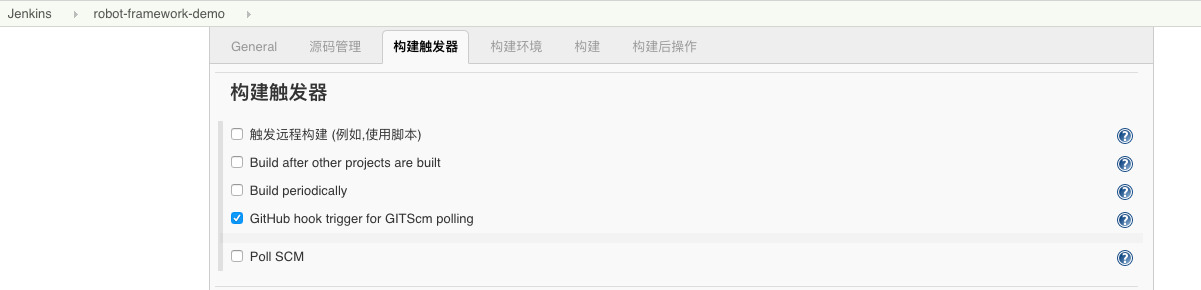 Jenkins robot-framework-demo
General 源码管理 构建触发器 构建环境 构建 构建后操作
构建触发器
触发远程构建 (例如,使用脚本)
Build after other projects are built
Build periodically
GitHub hook trigger for GITScm polling
Poll SCM